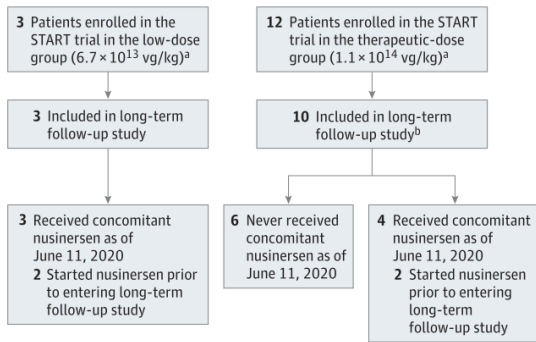 3 Patients enrolled in the
START trial in the low-dose
group (6.7 × 10¹³ vg/kg)ᵃ
12 Patients enrolled in the START
trial in the therapeutic-dose
group (1.1 × 10¹⁴ vg/kg)ᵃ
3 Included in long-term
follow-up study
10 Included in long-term
follow-up studyᵇ
3 Received concomitant
nusinersen as of
June 11, 2020
2 Started nusinersen prior
to entering long-term
follow-up study
6 Never received
concomitant
nusinersen as of
June 11, 2020
4 Received concomitant
nusinersen as of
June 11, 2020
2 Started nusinersen
prior to entering
long-term
follow-up study